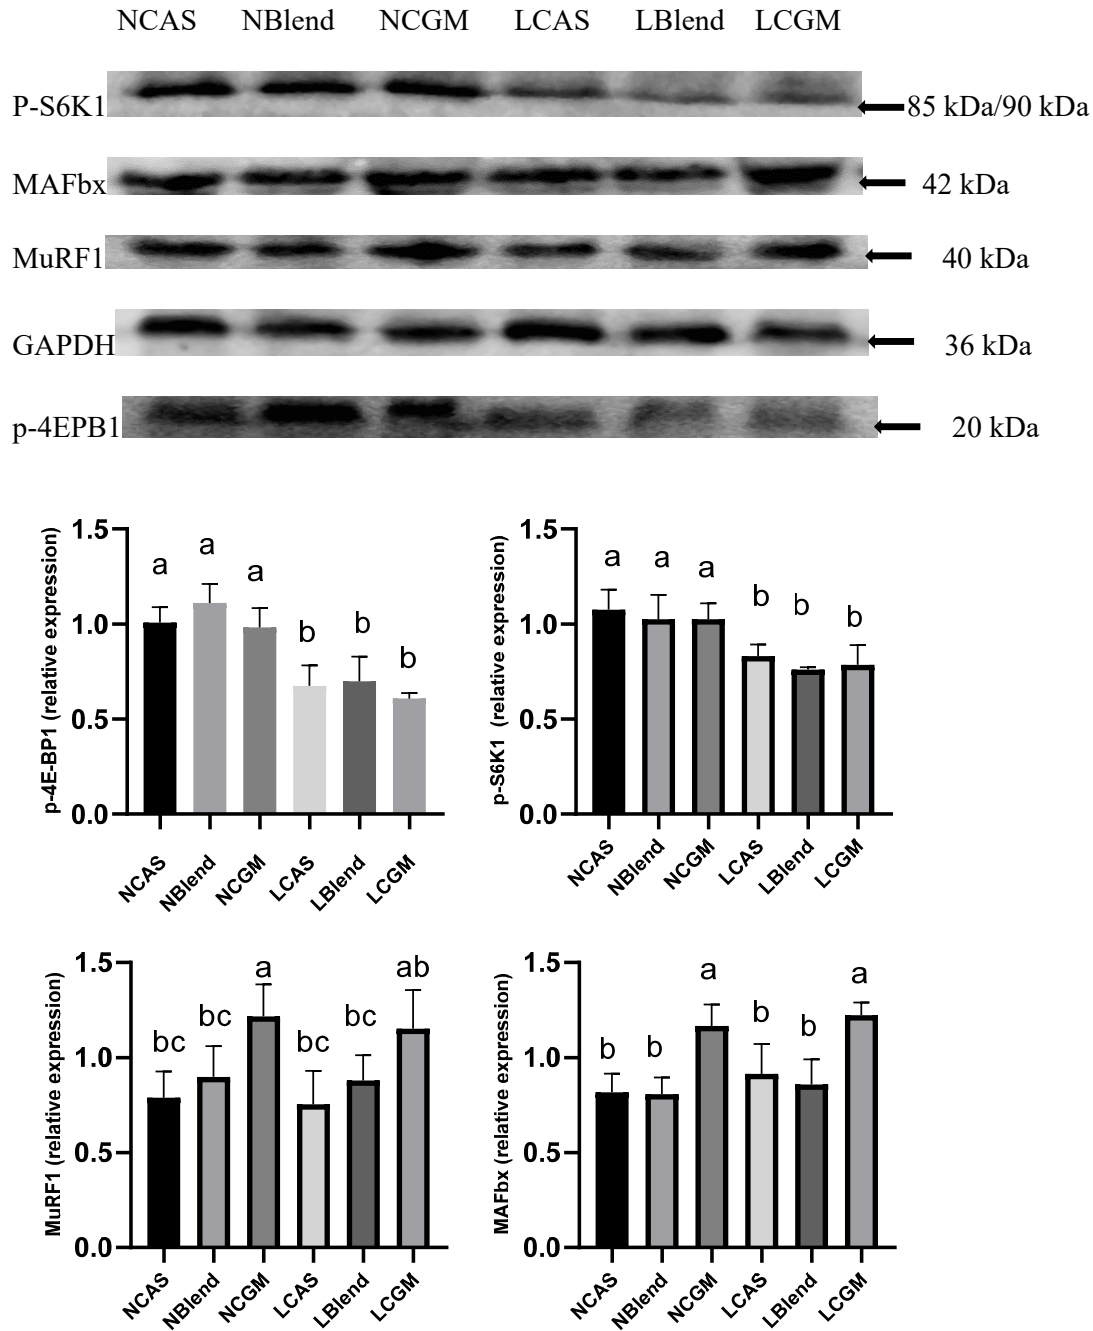 NCAS NBlend NCGM LCAS LBlend LCGM
P-S6K1 85 kDa/90 kDa
MAFbx 42 kDa
MuRF1 40 kDa
GAPDH 36 kDa
p-4EPB1 20 kDa
p-4E-BP1 (relative expression)
1.5
1.0
0.5
0.0
a a a b b b
NCAS NBlend NCGM LCAS LBlend LCGM
p-S6K1 (relative expression)
1.5
1.0
0.5
0.0
a a a b b b
NCAS NBlend NCGM LCAS LBlend LCGM
MuRF1 (relative expression)
1.5
1.0
0.5
0.0
bc bc a bc bc ab
NCAS NBlend NCGM LCAS LBlend LCGM
MAFbx (relative expression)
1.5
1.0
0.5
0.0
b b a b b a
NCAS NBlend NCGM LCAS LBlend LCGM